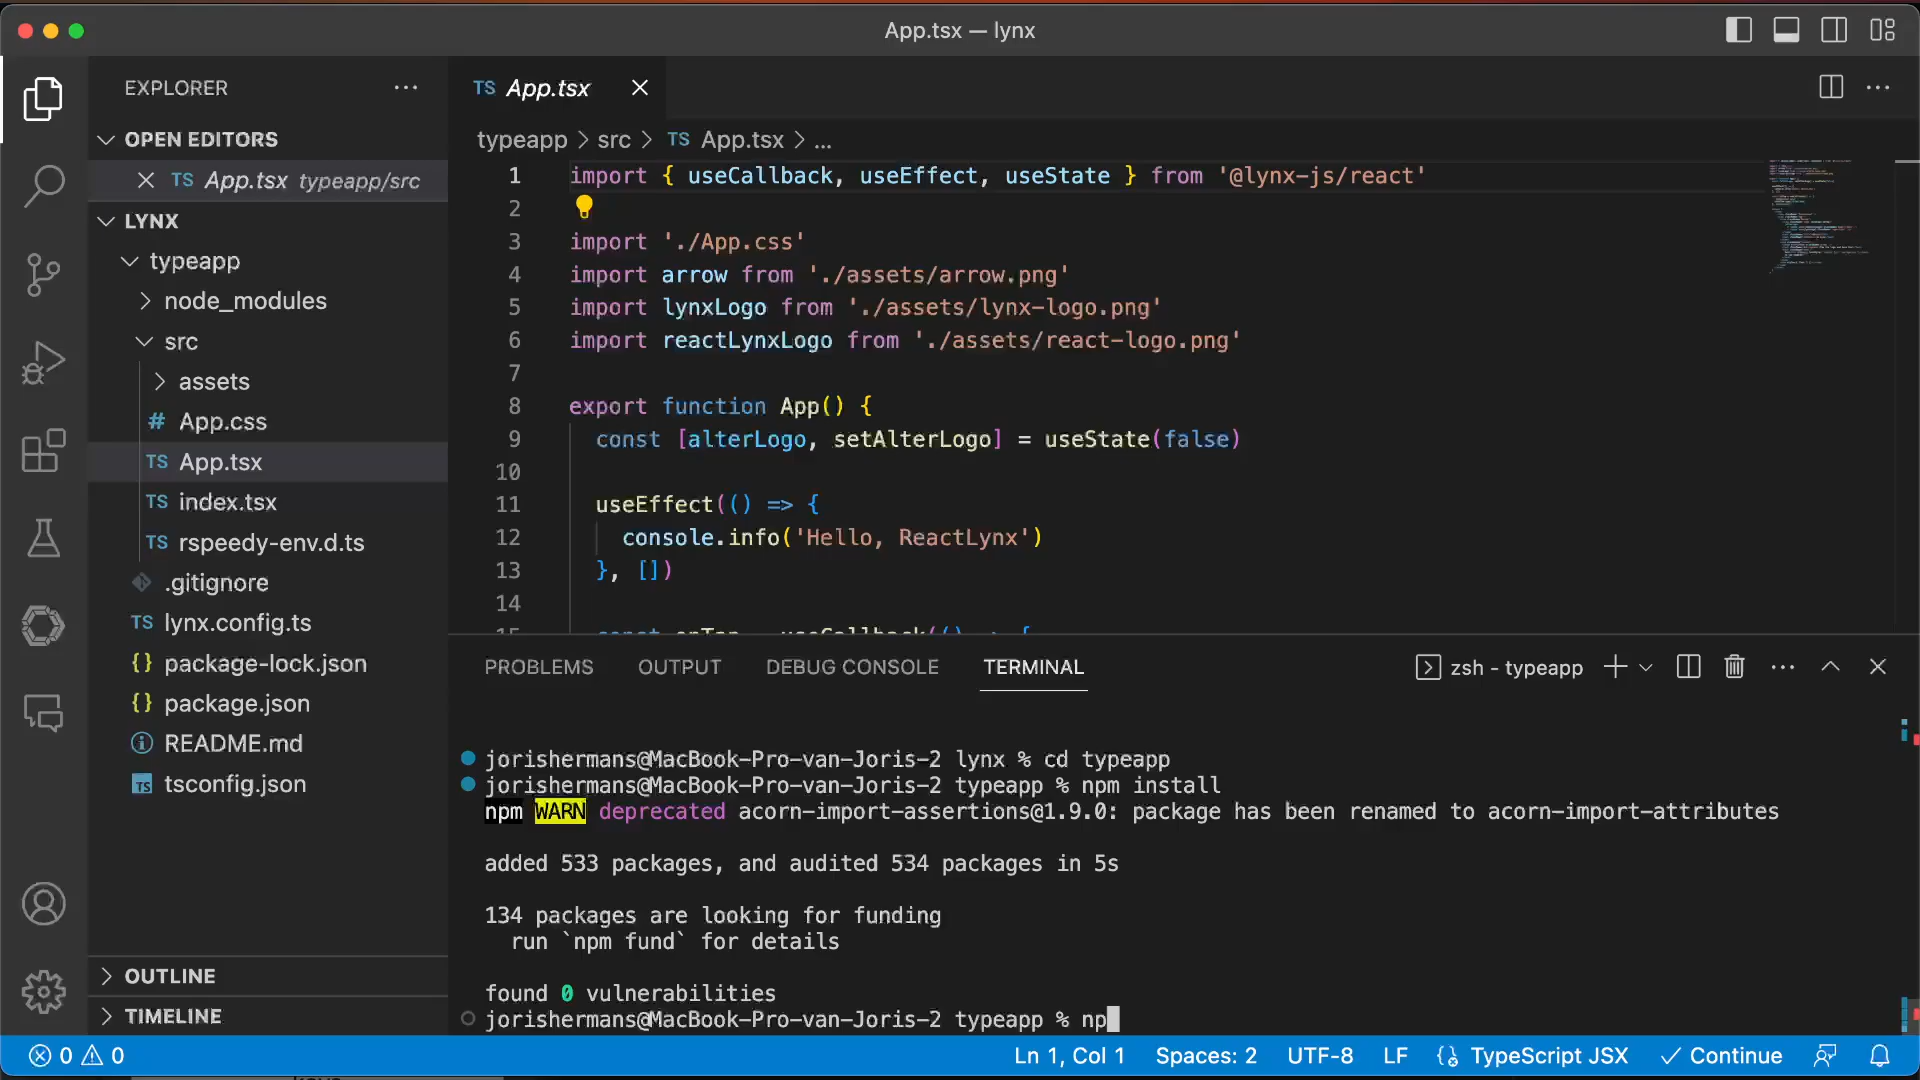 App.tsx — lynx
EXPLORER
OPEN EDITORS
TS App.tsx typeapp/src
LYNX
typeapp
node_modules
src
assets
# App.css
TS App.tsx
TS index.tsx
TS rspeedy-env.d.ts
.gitignore
TS lynx.config.ts
{} package-lock.json
{} package.json
README.md
TS tsconfig.json
OUTLINE
TIMELINE
TS App.tsx
typeapp > src > TS App.tsx > ...
1 import { useCallback, useEffect, useState } from '@lynx-js/react'
2
3 import './App.css'
4 import arrow from './assets/arrow.png'
5 import lynxLogo from './assets/lynx-logo.png'
6 import reactLynxLogo from './assets/react-logo.png'
7
8 export function App() {
9 const [alterLogo, setAlterLogo] = useState(false)
10
11 useEffect(() => {
12 console.info('Hello, ReactLynx')
13 }, [])
14
PROBLEMS OUTPUT DEBUG CONSOLE TERMINAL zsh - typeapp
jorishermans@MacBook-Pro-van-Joris-2 lynx % cd typeapp
jorishermans@MacBook-Pro-van-Joris-2 typeapp % npm install
npm WARN deprecated acorn-import-assertions@1.9.0: package has been renamed to acorn-import-attributes
added 533 packages, and audited 534 packages in 5s
134 packages are looking for funding
run `npm fund` for details
found 0 vulnerabilities
jorishermans@MacBook-Pro-van-Joris-2 typeapp % np
0 0 Ln 1, Col 1 Spaces: 2 UTF-8 LF TypeScript JSX Continue